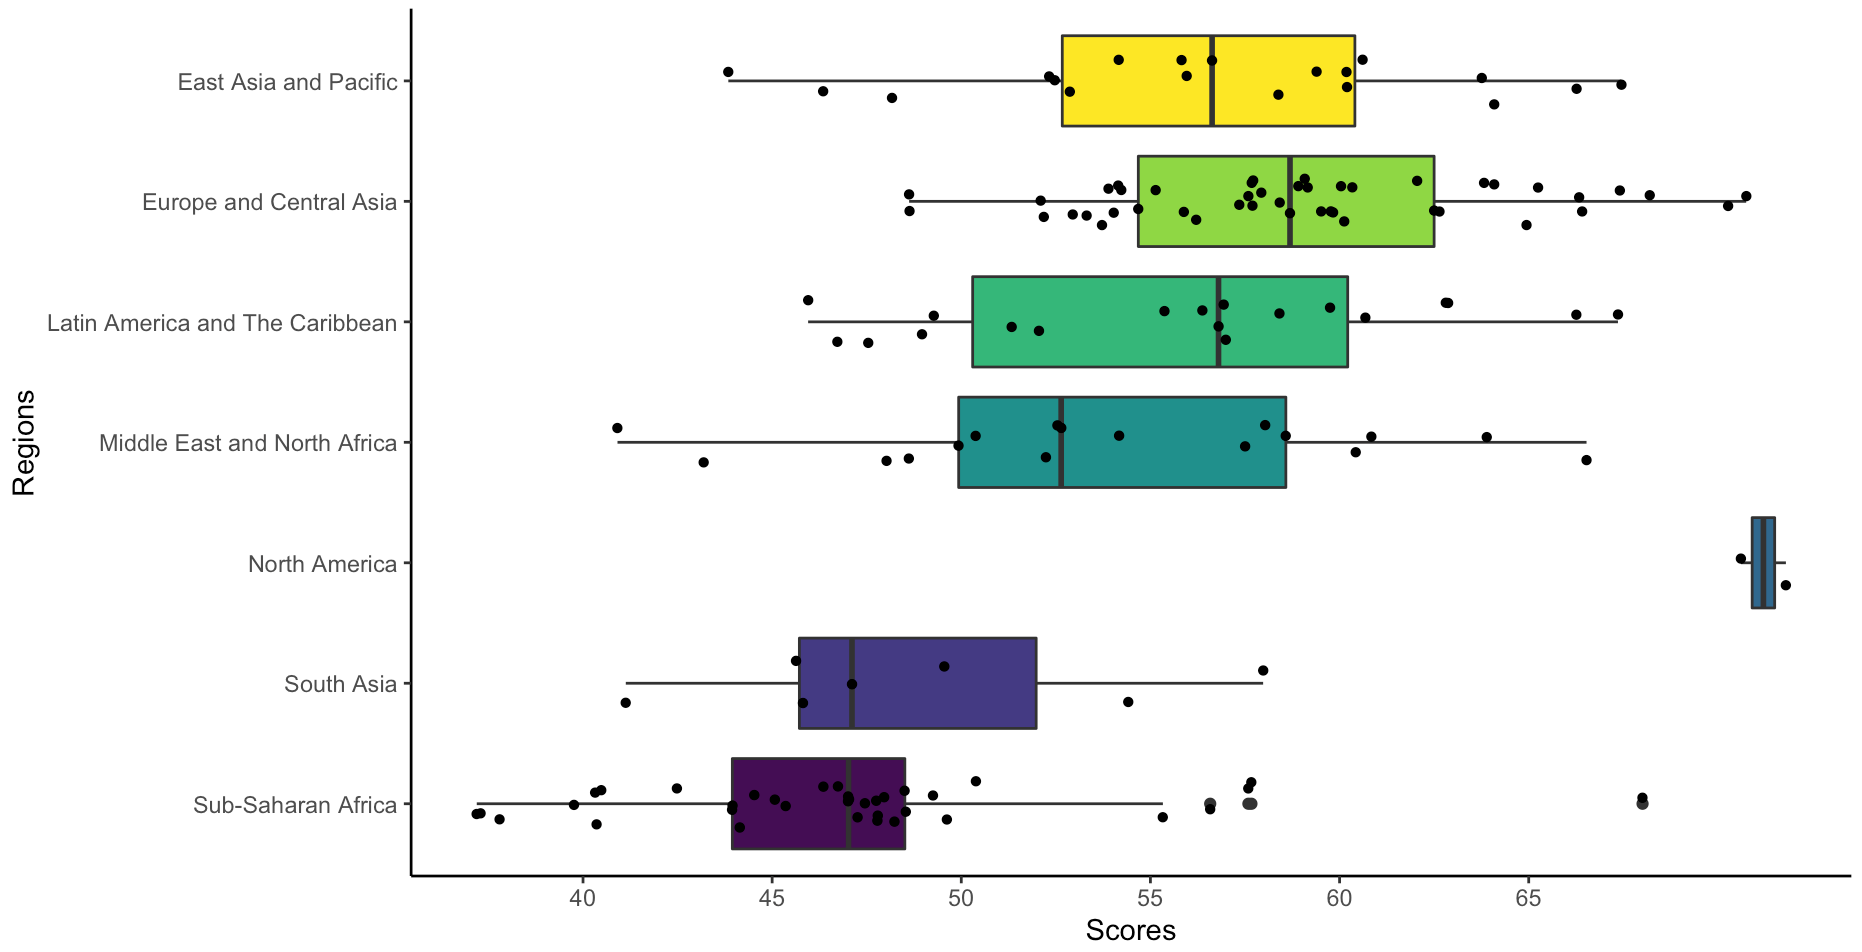 East Asia and Pacific
Europe and Central Asia
Latin America and The Caribbean
Middle East and North Africa
North America
South Asia
Sub-Saharan Africa
Regions
40 45 50 55 60 65
Scores